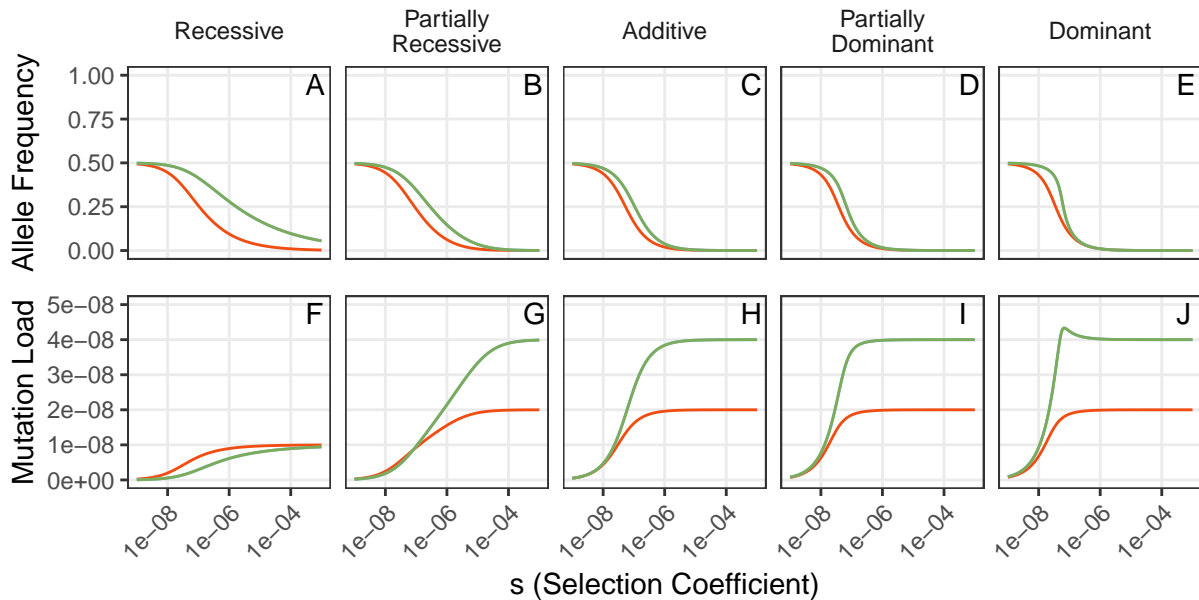 Recessive
Partially
Recessive
Additive
Partially
Dominant
Dominant
Allele Frequency
1.00
0.75
0.50
0.25
0.00
A
B
C
D
E
Mutation Load
5e−08
4e−08
3e−08
2e−08
1e−08
0e+00
F
G
H
I
J
1e−08
1e−06
1e−04
1e−08
1e−06
1e−04
1e−08
1e−06
1e−04
1e−08
1e−06
1e−04
1e−08
1e−06
1e−04
s (Selection Coefficient)